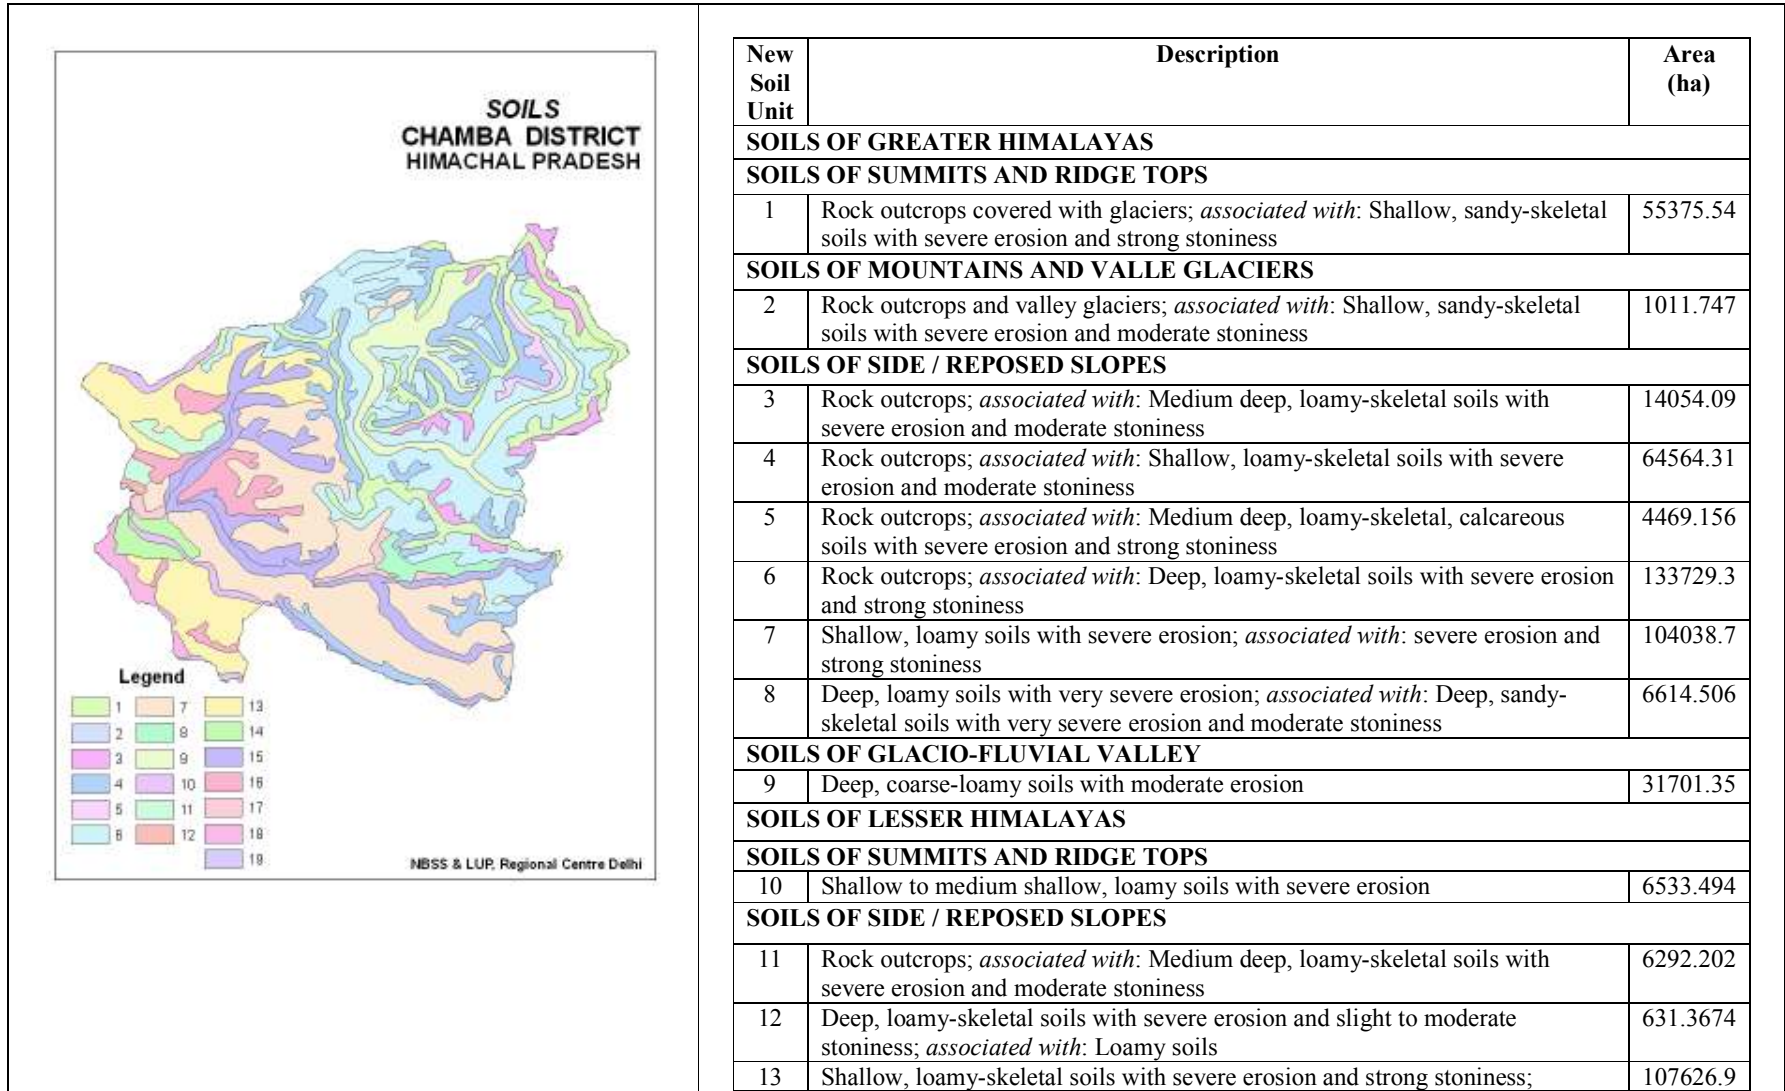 SOILS
CHAMBA DISTRICT
HIMACHAL PRADESH
Legend
1 7 13
2 8 14
3 9 15
4 10 16
5 11 17
6 12 18
19
NBSS & LUP, Regional Centre Delhi
New Soil Unit Description Area (ha)
SOILS OF GREATER HIMALAYAS
SOILS OF SUMMITS AND RIDGE TOPS
1 Rock outcrops covered with glaciers; associated with: Shallow, sandy-skeletal 55375.54
soils with severe erosion and strong stoniness
SOILS OF MOUNTAINS AND VALLE GLACIERS
2 Rock outcrops and valley glaciers; associated with: Shallow, sandy-skeletal 1011.747
soils with severe erosion and moderate stoniness
SOILS OF SIDE / REPOSED SLOPES
3 Rock outcrops; associated with: Medium deep, loamy-skeletal soils with 14054.09
severe erosion and moderate stoniness
4 Rock outcrops; associated with: Shallow, loamy-skeletal soils with severe 64564.31
erosion and moderate stoniness
5 Rock outcrops; associated with: Medium deep, loamy-skeletal, calcareous 4469.156
soils with severe erosion and strong stoniness
6 Rock outcrops; associated with: Deep, loamy-skeletal soils with severe erosion 133729.3
and strong stoniness
7 Shallow, loamy soils with severe erosion; associated with: severe erosion and 104038.7
strong stoniness
8 Deep, loamy soils with very severe erosion; associated with: Deep, sandy- 6614.506
skeletal soils with very severe erosion and moderate stoniness
SOILS OF GLACIO-FLUVIAL VALLEY
9 Deep, coarse-loamy soils with moderate erosion 31701.35
SOILS OF LESSER HIMALAYAS
SOILS OF SUMMITS AND RIDGE TOPS
10 Shallow to medium shallow, loamy soils with severe erosion 6533.494
SOILS OF SIDE / REPOSED SLOPES
11 Rock outcrops; associated with: Medium deep, loamy-skeletal soils with 6292.202
severe erosion and moderate stoniness
12 Deep, loamy-skeletal soils with severe erosion and slight to moderate 631.3674
stoniness; associated with: Loamy soils
13 Shallow, loamy-skeletal soils with severe erosion and strong stoniness; 107626.9